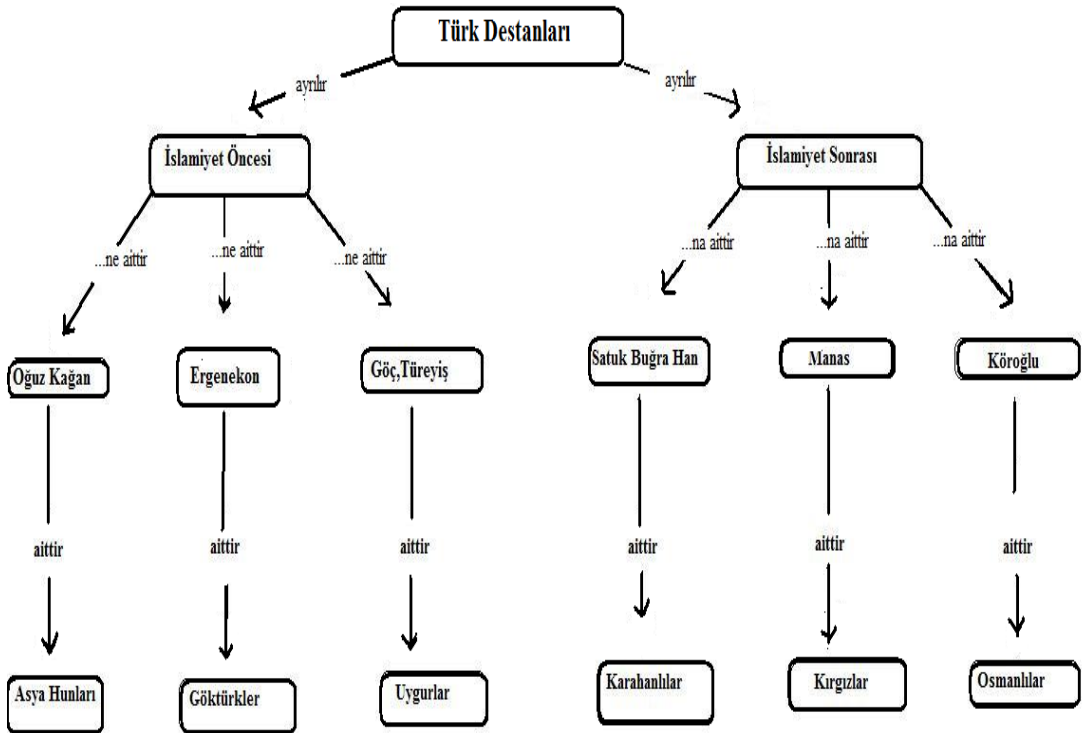 Türk Destanları
ayrılır
ayrılır
İslamiyet Öncesi
İslamiyet Sonrası
...ne aittir
...ne aittir
...ne aittir
...na aittir
...na aittir
...na aittir
Oğuz Kağan
Ergenekon
Göç,Türeyiş
Satuk Buğra Han
Manas
Köroğlu
aittir
aittir
aittir
aittir
aittir
aittir
Asya Hunları
Göktürkler
Uygurlar
Karahanlılar
Kırgızlar
Osmanlılar